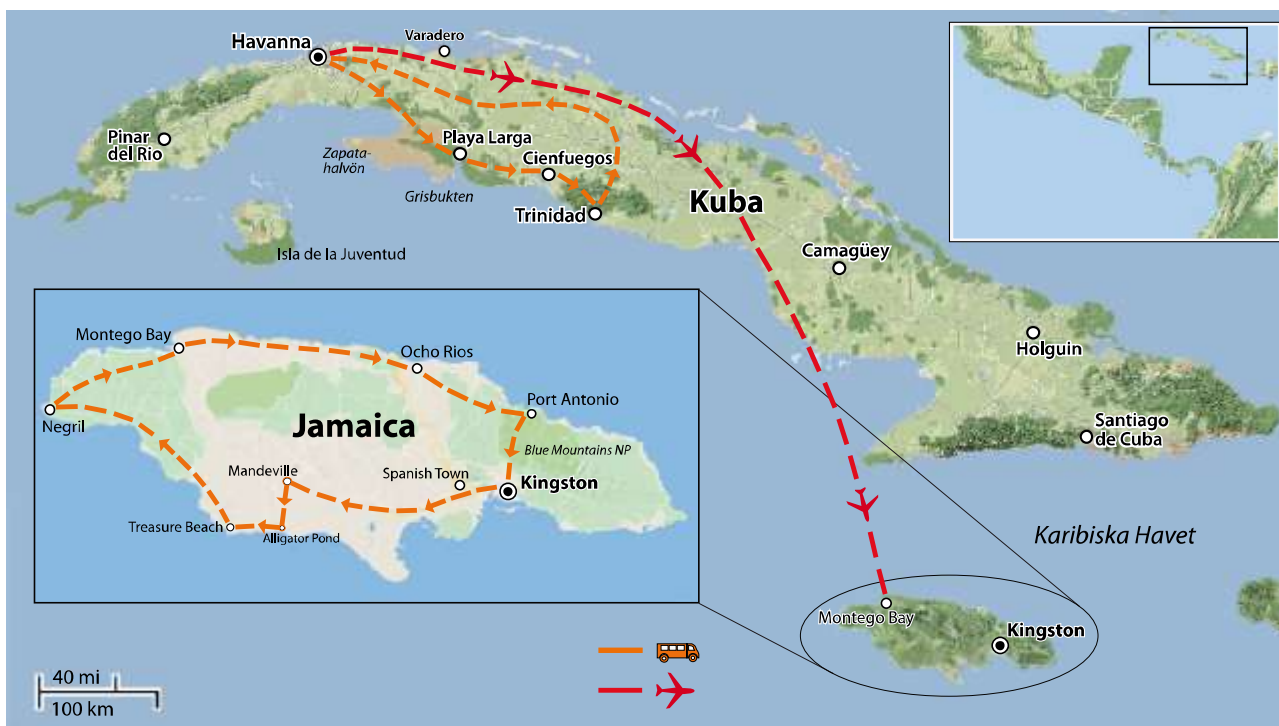 Varadero
Havanna
Pinar
del Rio
Zapata-
halvön
Playa Larga
Cienfuegos
Grisbukten
Trinidad
Kuba
Isla de la Juventud
Camagüey
Holguin
Santiago
de Cuba
Montego Bay
Ocho Rios
Negril
Port Antonio
Jamaica
Blue Mountains NP
Mandeville
Spanish Town
Kingston
Treasure Beach
Alligator Pond
Karibiska Havet
Montego Bay
Kingston
40 mi
100 km